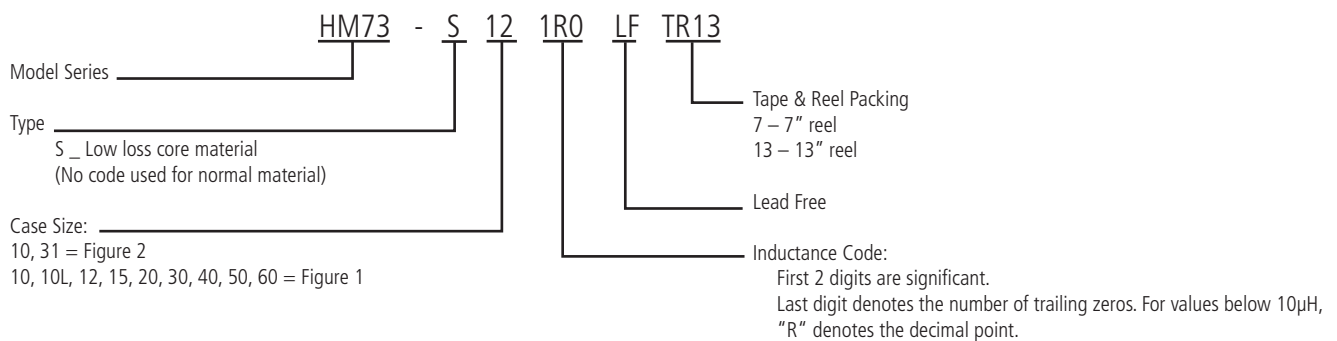 HM73 - S 12 1R0 LF TR13
Model Series
Type
S _ Low loss core material
(No code used for normal material)
Case Size:
10, 31 = Figure 2
10, 10L, 12, 15, 20, 30, 40, 50, 60 = Figure 1
Tape & Reel Packing
7 – 7” reel
13 – 13” reel
Lead Free
Inductance Code:
First 2 digits are significant.
Last digit denotes the number of trailing zeros. For values below 10µH,
“R” denotes the decimal point.